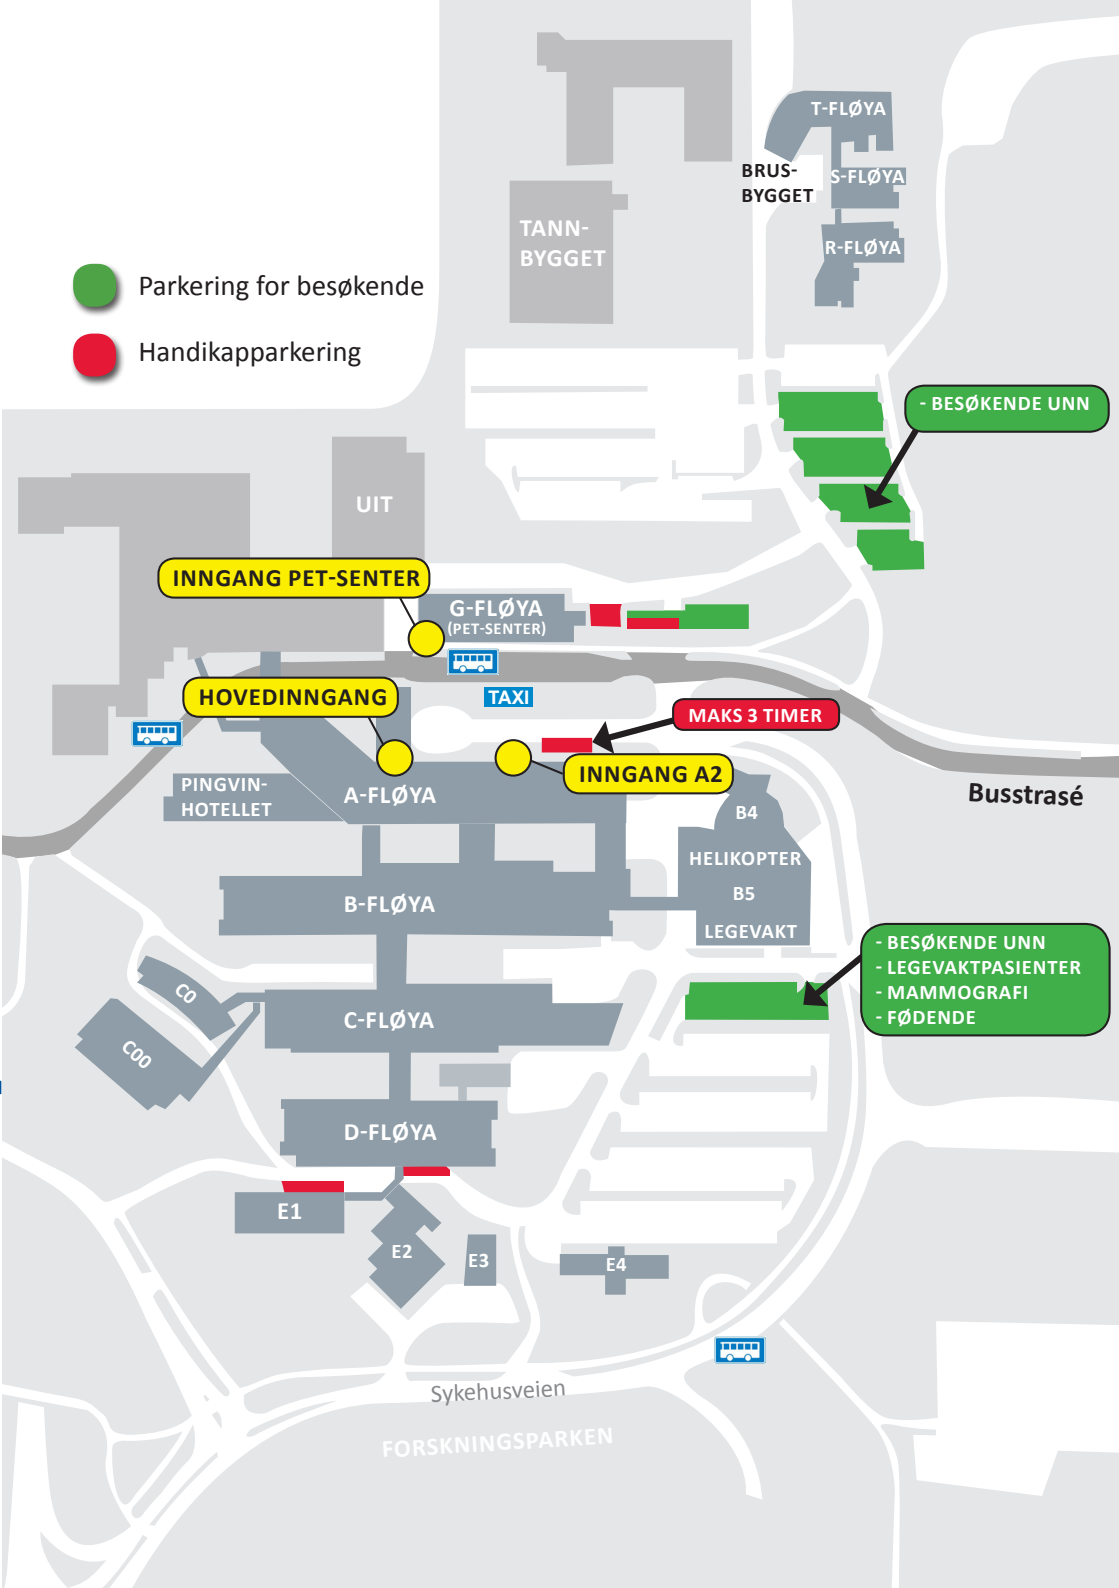 T-FLØYA
BRUS-
BYGGET
S-FLØYA
R-FLØYA
TANN-
BYGGET
Parkering for besøkende
Handikapparkering
- BESØKENDE UNN
UIT
INNGANG PET-SENTER
G-FLØYA
(PET-SENTER)
HOVEDINNGANG
TAXI
MAKS 3 TIMER
INNGANG A2
PINGVIN-
HOTELLET
A-FLØYA
Busstrasé
B4
HELIKOPTER
B5
LEGEVAKT
B-FLØYA
- BESØKENDE UNN
- LEGEVAKTPASIENTER
- MAMMOGRAFI
- FØDENDE
C0
C-FLØYA
C00
D-FLØYA
E1
E2
E3
E4
Sykehusveien
FORSKNINGSPARKEN